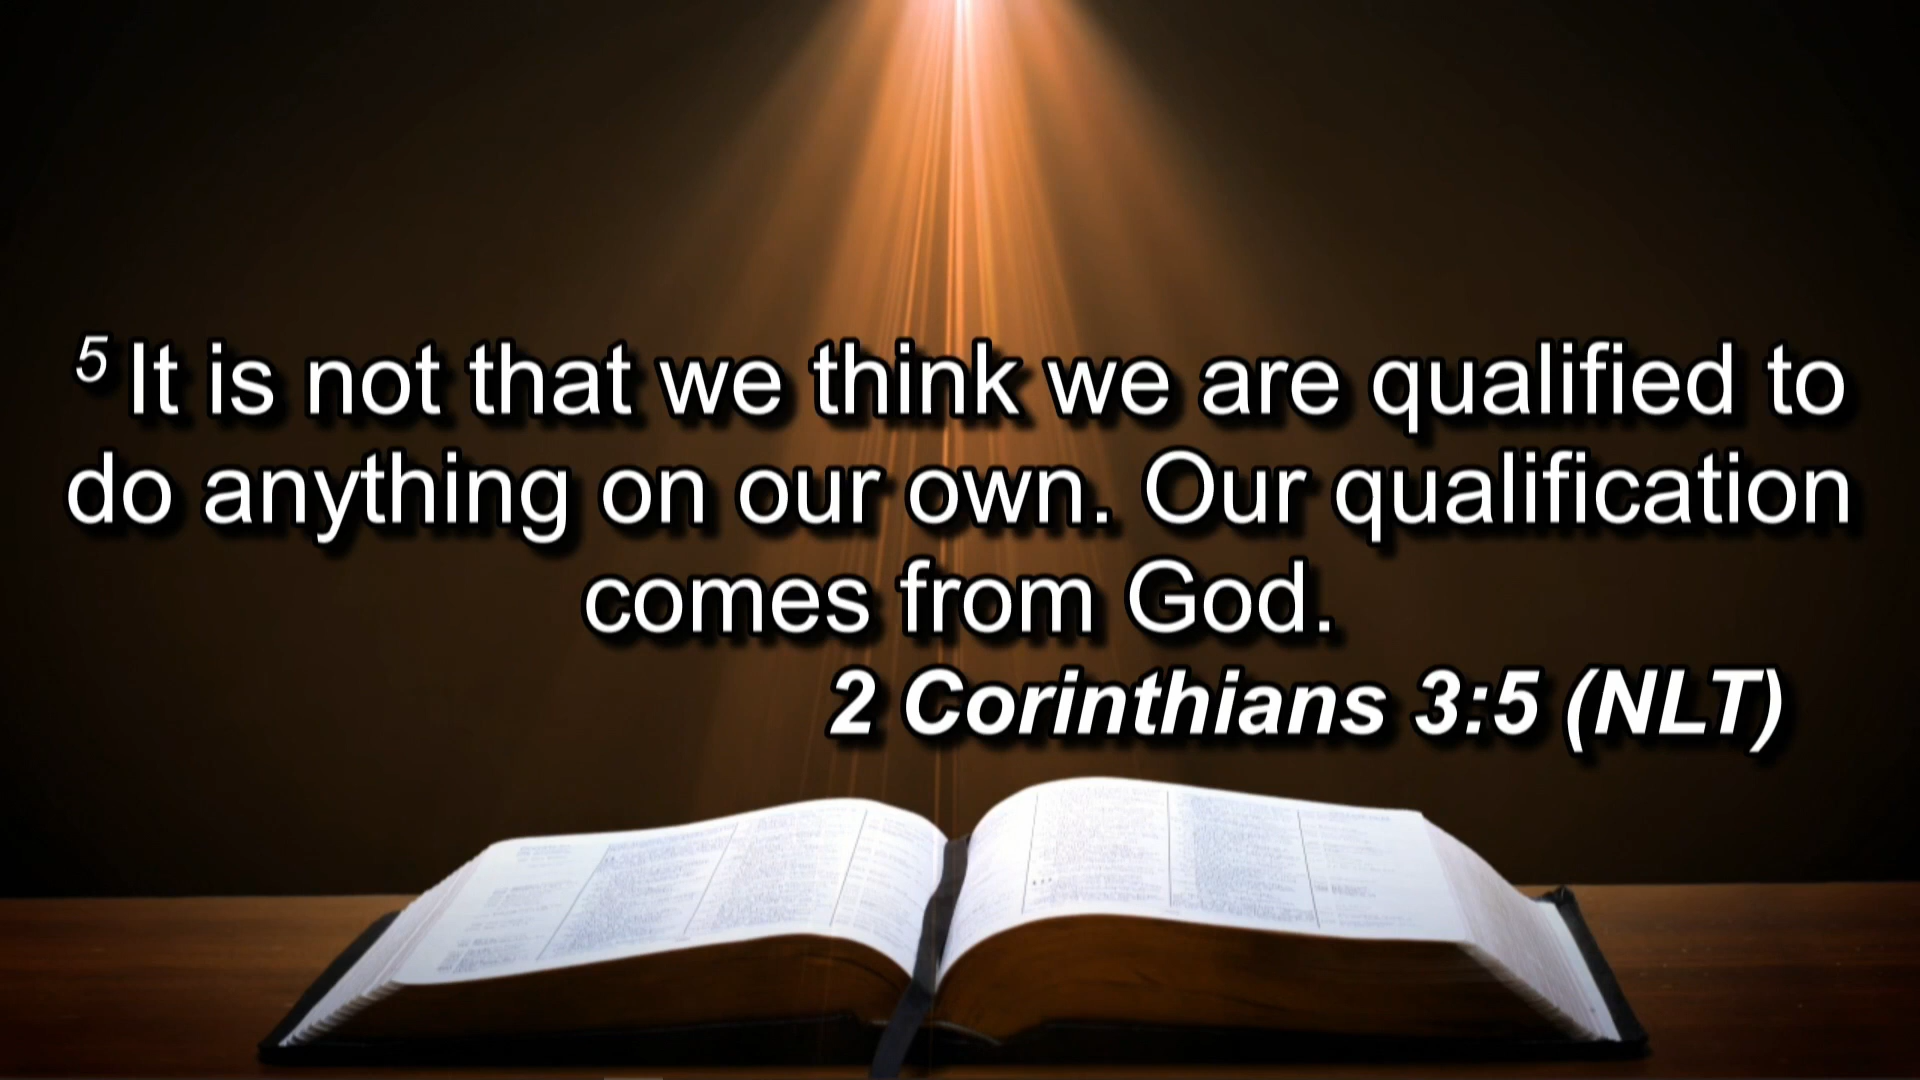 5 It is not that we think we are qualified to
do anything on our own. Our qualification
comes from God.
2 Corinthians 3:5 (NLT)